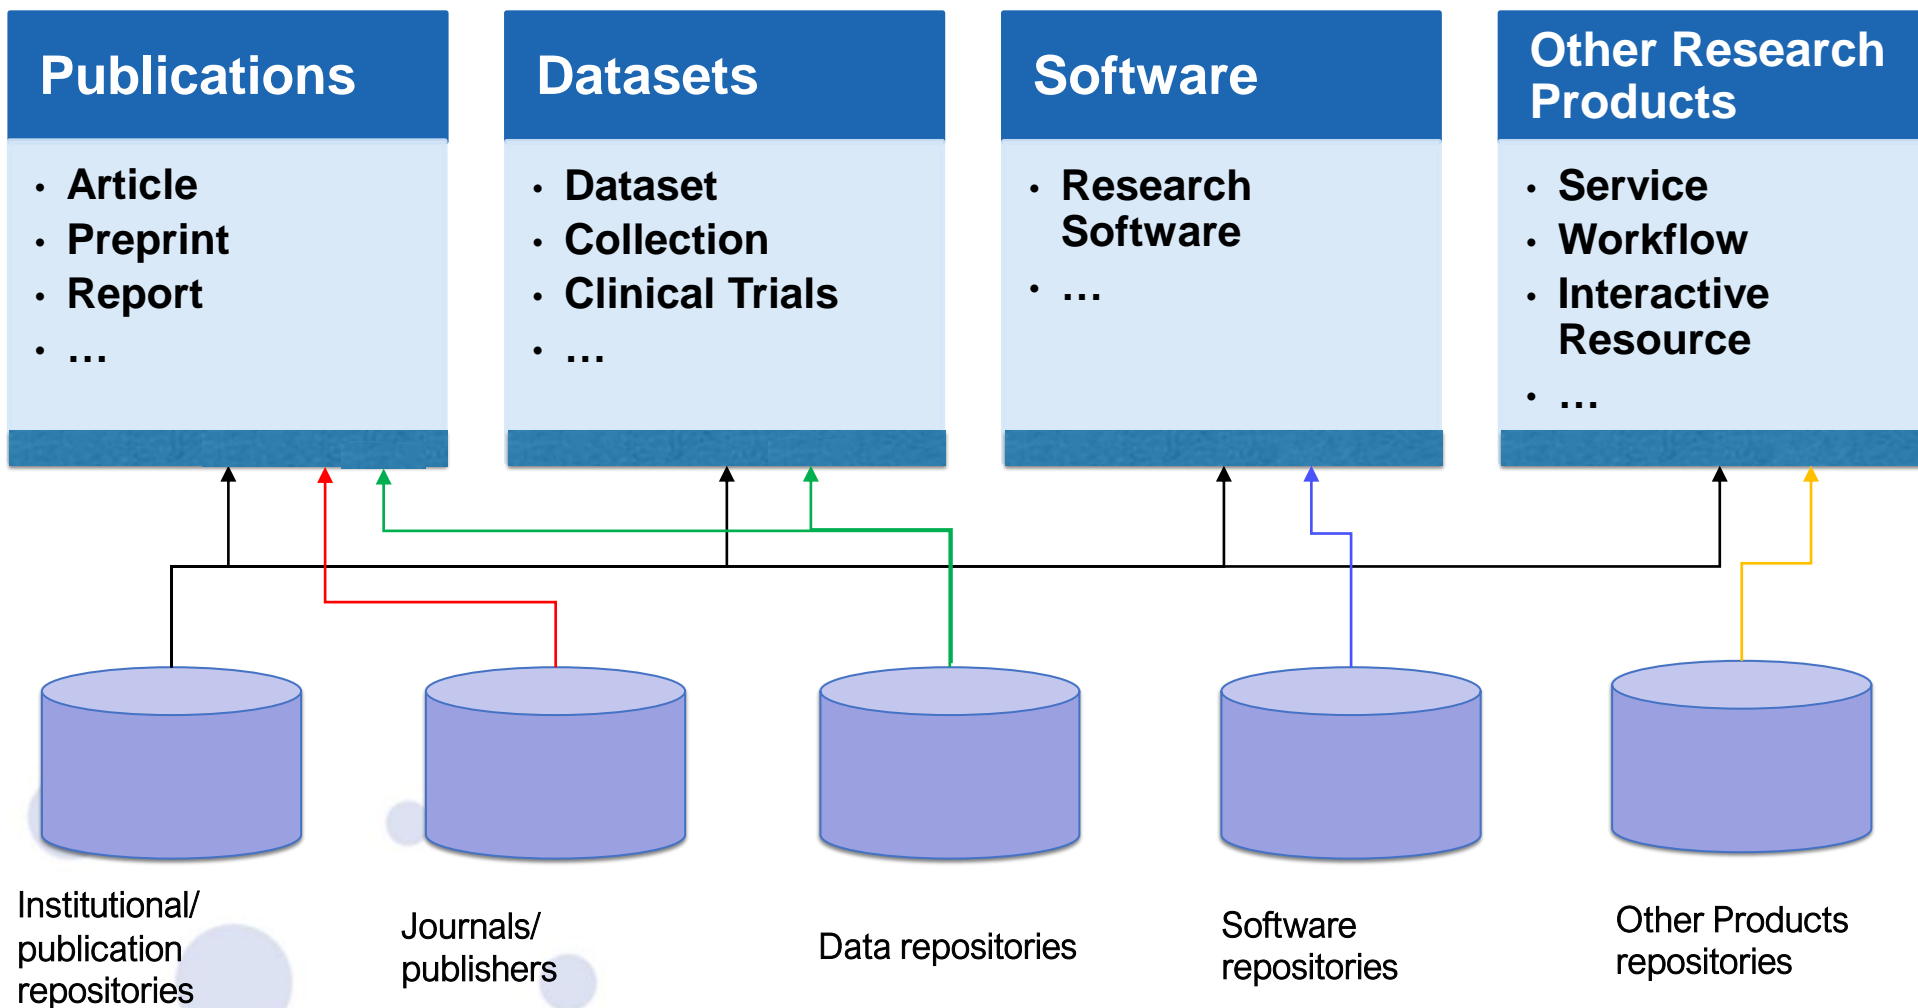 Publications
• Article
• Preprint
• Report
• …
Datasets
• Dataset
• Collection
• Clinical Trials
• …
Software
• Research
Software
• …
Other Research
Products
• Service
• Workflow
• Interactive
Resource
• …
Institutional/
publication
repositories
Journals/
publishers
Data repositories
Software
repositories
Other Products
repositories